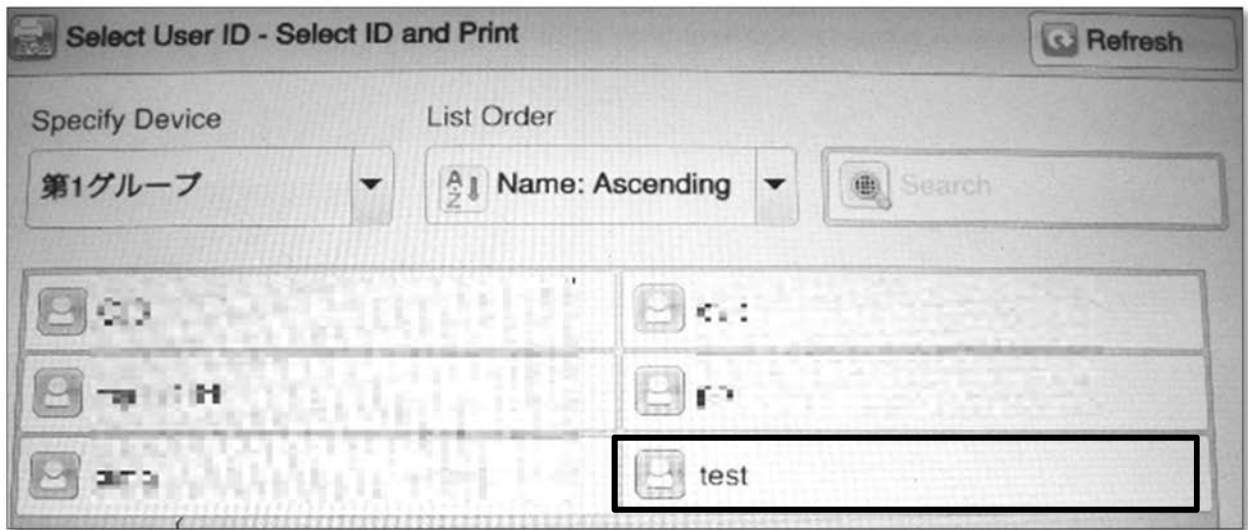 Select User ID - Select ID and Print
Refresh
Specify Device
List Order
第1グループ
Name: Ascending
Search
test